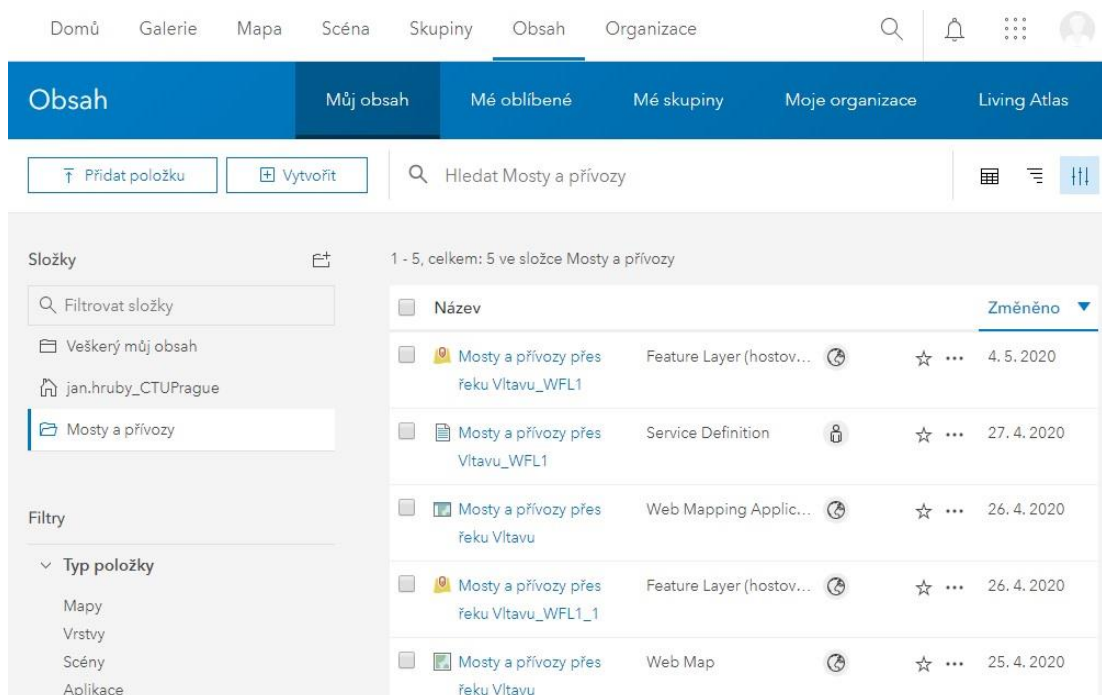 Domů Galerie Mapa Scéna Skupiny Obsah Organizace
Obsah Můj obsah Mé oblíbené Mé skupiny Moje organizace Living Atlas
Přidat položku Vytvořit Hledat Mosty a přívozy
Složky
Filtrovat složky
Veškerý můj obsah
jan.hruby_CTUPrague
Mosty a přívozy
Filtry
Typ položky
Mapy
Vrstvy
Scény
Aplikace
1 - 5, celkem: 5 ve složce Mosty a přívozy
Název Změněno
Mosty a přívozy přes Feature Layer (hostov... 4. 5. 2020
řeku Vltavu_WFL1
Mosty a přívozy přes Service Definition 27. 4. 2020
Vltavu_WFL1
Mosty a přívozy přes Web Mapping Applic... 26. 4. 2020
řeku Vltavu
Mosty a přívozy přes Feature Layer (hostov... 26. 4. 2020
řeku Vltavu_WFL1_1
Mosty a přívozy přes Web Map 25. 4. 2020
řeku Vltavu